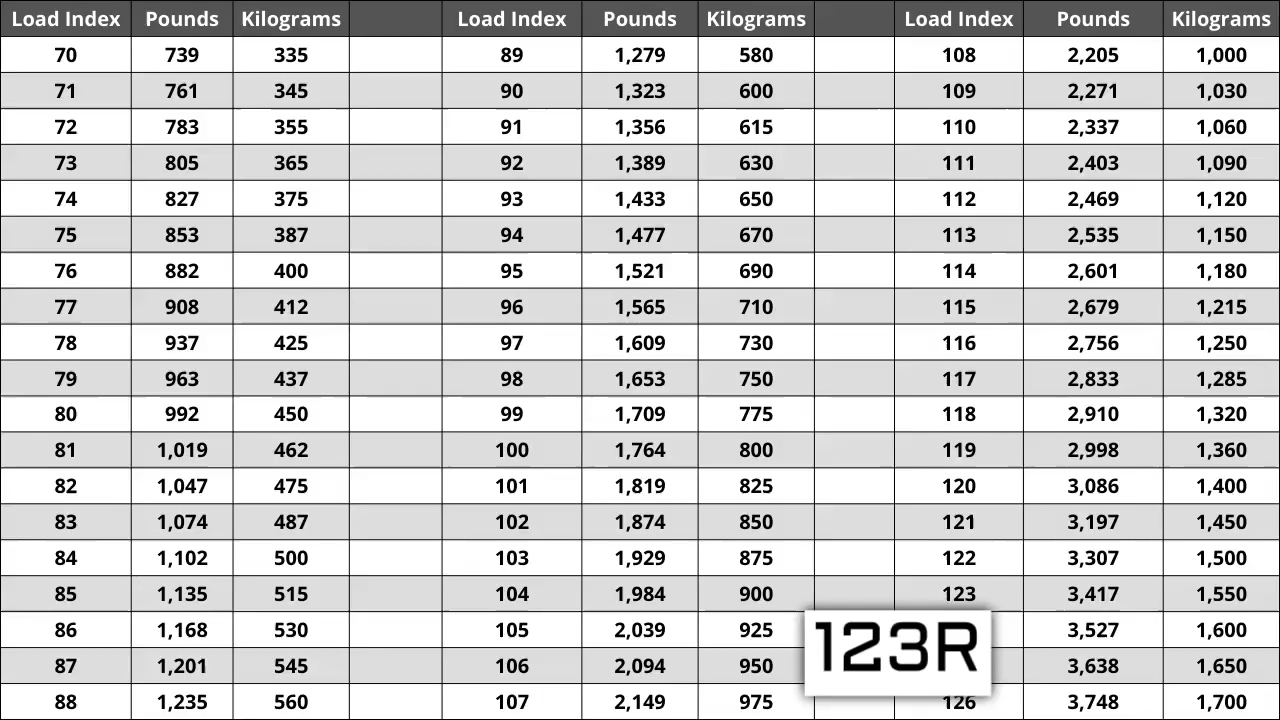 Load Index Pounds Kilograms Load Index Pounds Kilograms Load Index Pounds Kilograms
70 739 335 89 1,279 580 108 2,205 1,000
71 761 345 90 1,323 600 109 2,271 1,030
72 783 355 91 1,356 615 110 2,337 1,060
73 805 365 92 1,389 630 111 2,403 1,090
74 827 375 93 1,433 650 112 2,469 1,120
75 853 387 94 1,477 670 113 2,535 1,150
76 882 400 95 1,521 690 114 2,601 1,180
77 908 412 96 1,565 710 115 2,679 1,215
78 937 425 97 1,609 730 116 2,756 1,250
79 963 437 98 1,653 750 117 2,833 1,285
80 992 450 99 1,709 775 118 2,910 1,320
81 1,019 462 100 1,764 800 119 2,998 1,360
82 1,047 475 101 1,819 825 120 3,086 1,400
83 1,074 487 102 1,874 850 121 3,197 1,450
84 1,102 500 103 1,929 875 122 3,307 1,500
85 1,135 515 104 1,984 900 123 3,417 1,550
86 1,168 530 105 2,039 925 3,527 1,600
123R
87 1,201 545 106 2,094 950 3,638 1,650
88 1,235 560 107 2,149 975 126 3,748 1,700